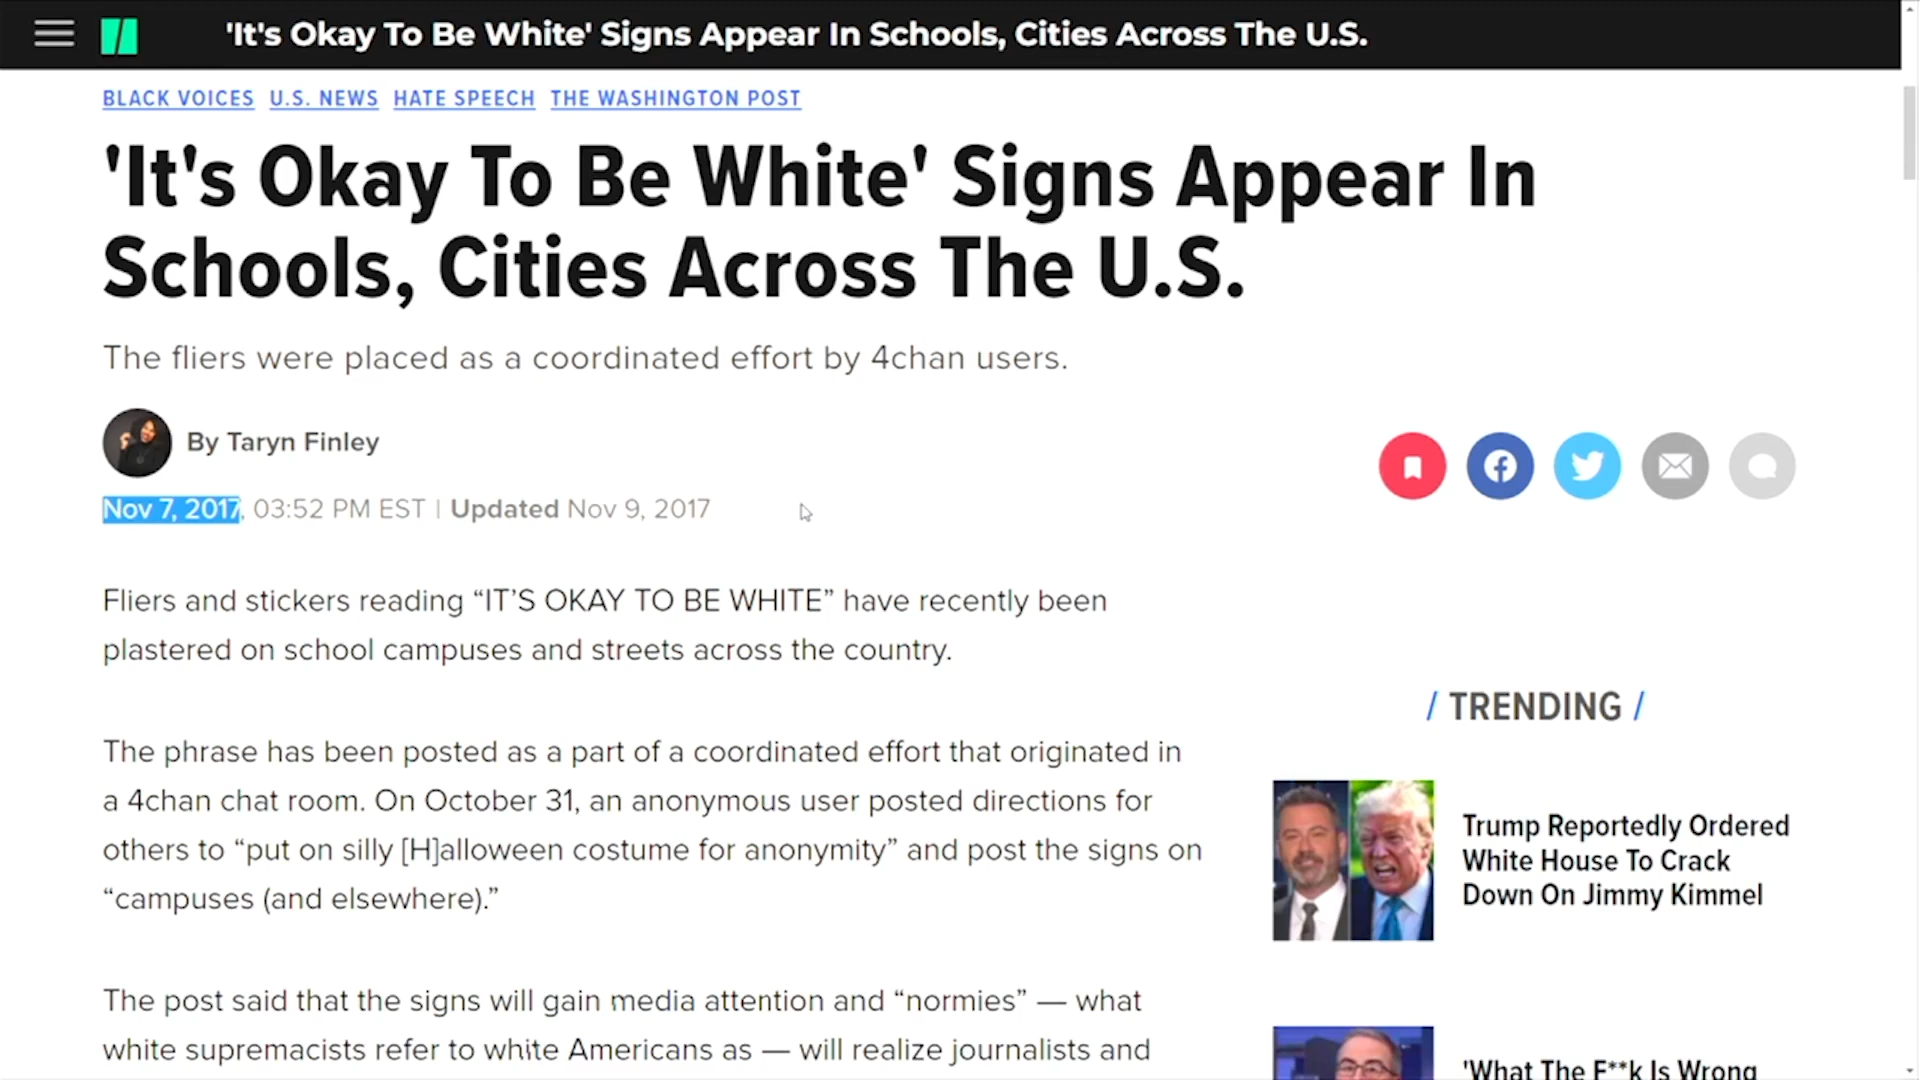 'It's Okay To Be White' Signs Appear In Schools, Cities Across The U.S.
BLACK VOICES U.S. NEWS HATE SPEECH THE WASHINGTON POST
'It's Okay To Be White' Signs Appear In
Schools, Cities Across The U.S.
The fliers were placed as a coordinated effort by 4chan users.
By Taryn Finley
Nov 7, 2017, 03:52 PM EST | Updated Nov 9, 2017
Fliers and stickers reading “IT’S OKAY TO BE WHITE” have recently been
plastered on school campuses and streets across the country.
The phrase has been posted as a part of a coordinated effort that originated in
a 4chan chat room. On October 31, an anonymous user posted directions for
others to “put on silly [H]alloween costume for anonymity” and post the signs on
“campuses (and elsewhere).”
The post said that the signs will gain media attention and “normies” — what
white supremacists refer to white Americans as — will realize journalists and
/ TRENDING /
Trump Reportedly Ordered
White House To Crack
Down On Jimmy Kimmel
'What The F**k Is Wrong